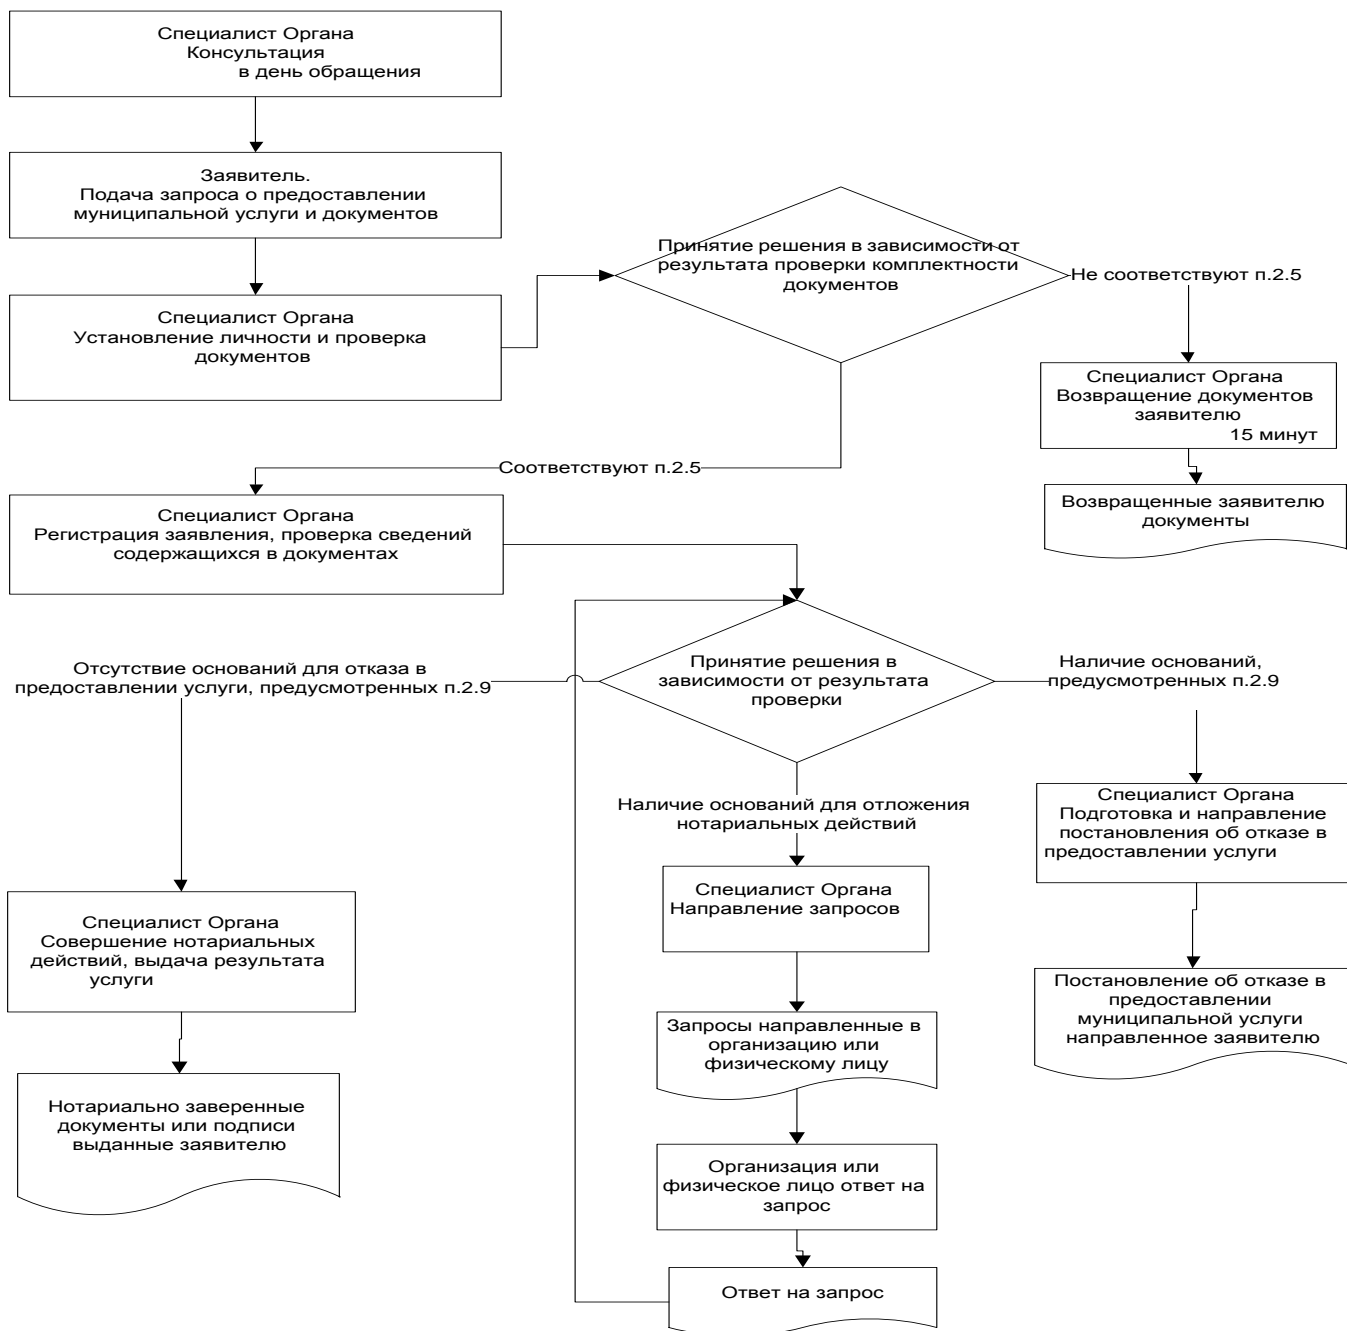 Специалист Органа
Консультация
в день обращения
Заявитель.
Подача запроса о предоставлении
муниципальной услуги и документов
Специалист Органа
Установление личности и проверка
документов
Принятие решения в зависимости от
результата проверки комплектности
документов
Не соответствуют п.2.5
Специалист Органа
Возвращение документов
заявителю
15 минут
Возвращенные заявителю
документы
Соответствуют п.2.5
Специалист Органа
Регистрация заявления, проверка сведений
содержащихся в документах
Принятие решения в
зависимости от результата
проверки
Отсутствие оснований для отказа в
предоставлении услуги, предусмотренных п.2.9
Наличие оснований,
предусмотренных п.2.9
Наличие оснований для отложения
нотариальных действий
Специалист Органа
Подготовка и направление
постановления об отказе в
предоставлении услуги
Специалист Органа
Направление запросов
Специалист Органа
Совершение нотариальных
действий, выдача результата
услуги
Постановление об отказе в
предоставлении
муниципальной услуги
направленное заявителю
Запросы направленные в
организацию или
физическому лицу
Нотариально заверенные
документы или подписи
выданные заявителю
Организация или
физическое лицо ответ на
запрос
Ответ на запрос